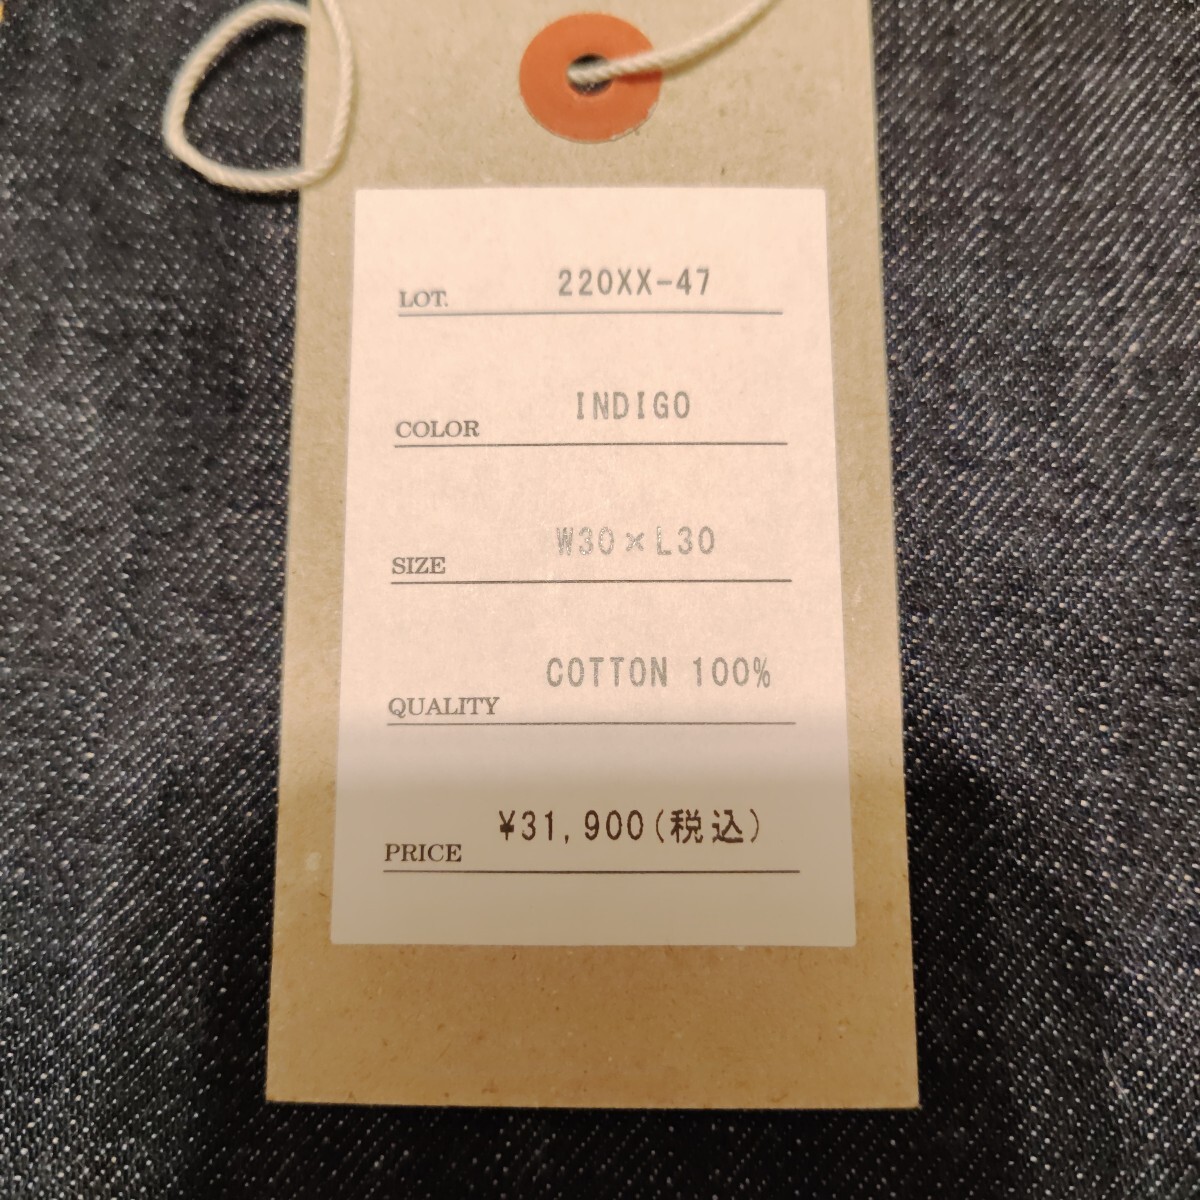 LOT. 220XX-47
COLOR INDIGO
SIZE W30×L30
QUALITY COTTON 100%
PRICE ¥31,900(税込)